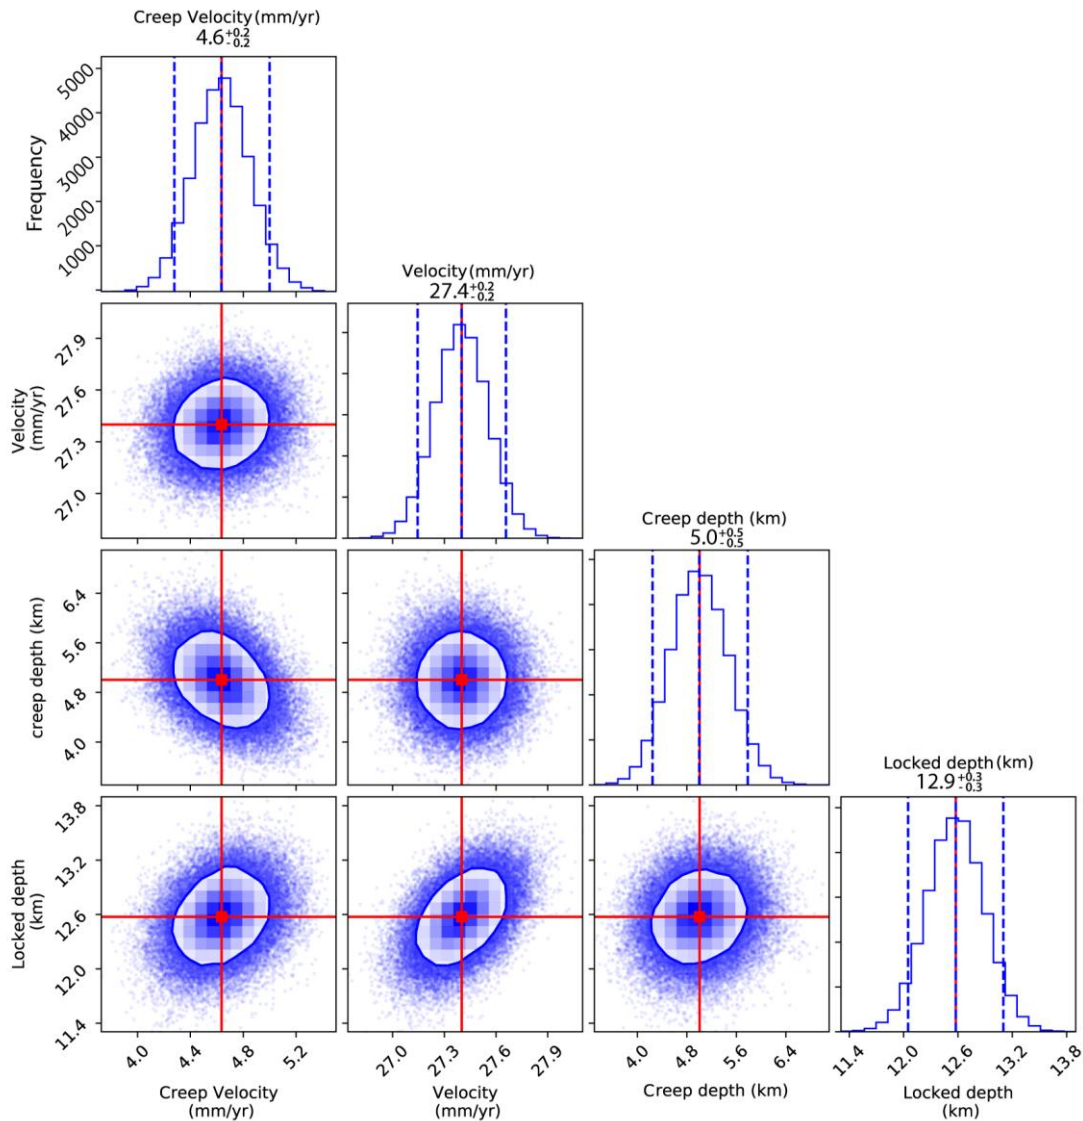 Creep Velocity(mm/yr)
4.6+0.2-0.2
5000
4000
3000
2000
1000
Frequency
Velocity(mm/yr)
27.4+0.2-0.2
27.9
27.6
27.3
27.0
Velocity
(mm/yr)
Creep depth (km)
5.0+0.5-0.5
6.4
5.6
4.8
4.0
creep depth (km)
Locked depth(km)
12.9+0.3-0.3
13.8
13.2
12.6
12.0
11.4
Locked depth
(km)
4.0 4.4 4.8 5.2
27.0 27.3 27.6 27.9
4.0 4.8 5.6 6.4
11.4 12.0 12.6 13.2 13.8
Creep Velocity
(mm/yr)
Velocity
(mm/yr)
Creep depth (km)
Locked depth
(km)